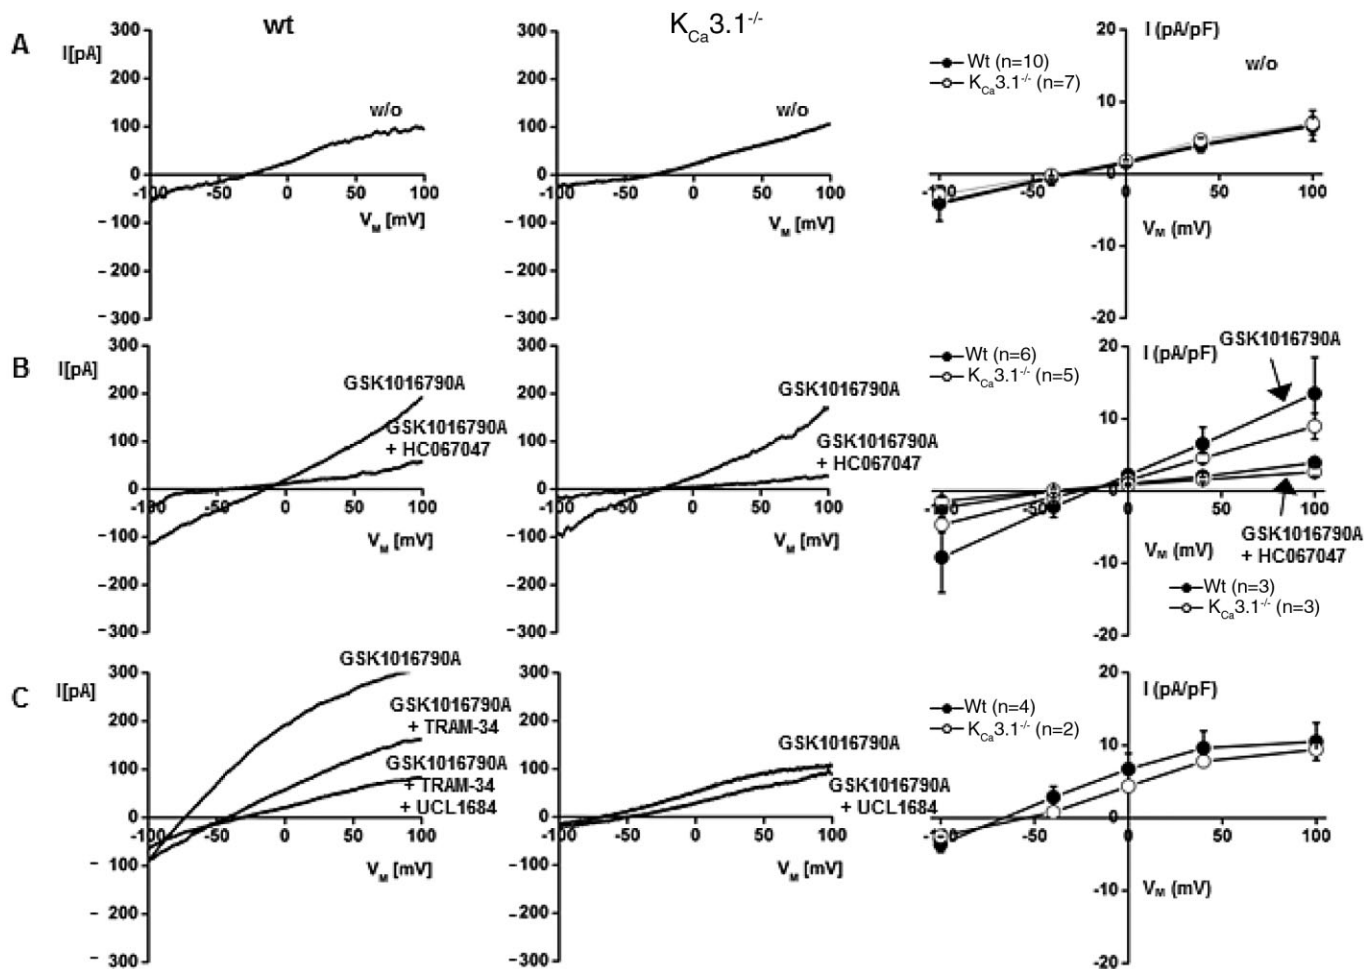 wt
K_Ca3.1^-/-
A
I[pA]
300
200
100
0
-100
-200
-300
-100
-50
0
50
100
w/o
V_M [mV]
300
200
100
0
-100
-200
-300
-100
-50
0
50
100
w/o
V_M [mV]
Wt (n=10)
K_Ca3.1^-/- (n=7)
I (pA/pF)
w/o
20
10
0
-10
-20
-100
-50
0
50
100
V_M (mV)
B
I[pA]
300
200
100
0
-100
-200
-300
-100
-50
0
50
100
GSK1016790A
GSK1016790A
+ HC067047
V_M [mV]
300
200
100
0
-100
-200
-300
-100
-50
0
50
100
GSK1016790A
GSK1016790A
+ HC067047
V_M [mV]
Wt (n=6)
K_Ca3.1^-/- (n=5)
I (pA/pF)
GSK1016790A
20
10
0
-10
-20
-100
-50
0
50
100
V_M (mV)
GSK1016790A
+ HC067047
Wt (n=3)
K_Ca3.1^-/- (n=3)
C
I[pA]
300
200
100
0
- 100
- 200
- 300
-100
-50
0
50
100
GSK1016790A
GSK1016790A
+ TRAM-34
GSK1016790A
+ TRAM-34
+ UCL1684
V_M [mV]
300
200
100
0
-100
-200
-300
-100
-50
0
50
100
GSK1016790A
GSK1016790A
+ UCL1684
V_M [mV]
Wt (n=4)
K_Ca3.1^-/- (n=2)
I (pA/pF)
20
10
0
-10
-20
-100
-50
0
50
100
V_M (mV)